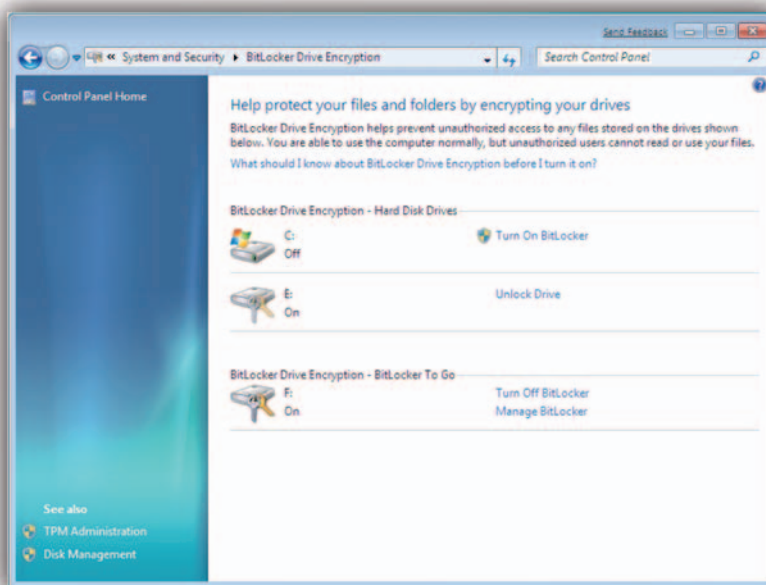 Send Feedback
« System and Security ▸ BitLocker Drive Encryption
Search Control Panel
Control Panel Home
Help protect your files and folders by encrypting your drives
BitLocker Drive Encryption helps prevent unauthorized access to any files stored on the drives shown
below. You are able to use the computer normally, but unauthorized users cannot read or use your files.
What should I know about BitLocker Drive Encryption before I turn it on?
BitLocker Drive Encryption - Hard Disk Drives
C: Turn On BitLocker
Off
E: Unlock Drive
On
BitLocker Drive Encryption - BitLocker To Go
F: Turn Off BitLocker
On Manage BitLocker
See also
TPM Administration
Disk Management